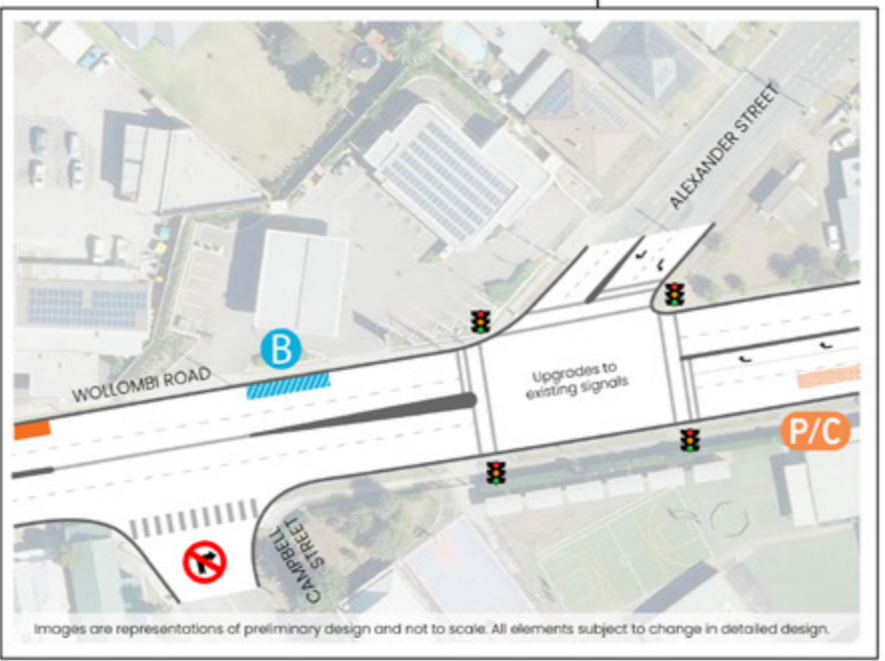 ALEXANDER STREET
B
WOLLOMBI ROAD
Upgrades to
existing signals
P/C
CAMPBELL
STREET
Images are representations of preliminary design and not to scale. All elements subject to change in detailed design.